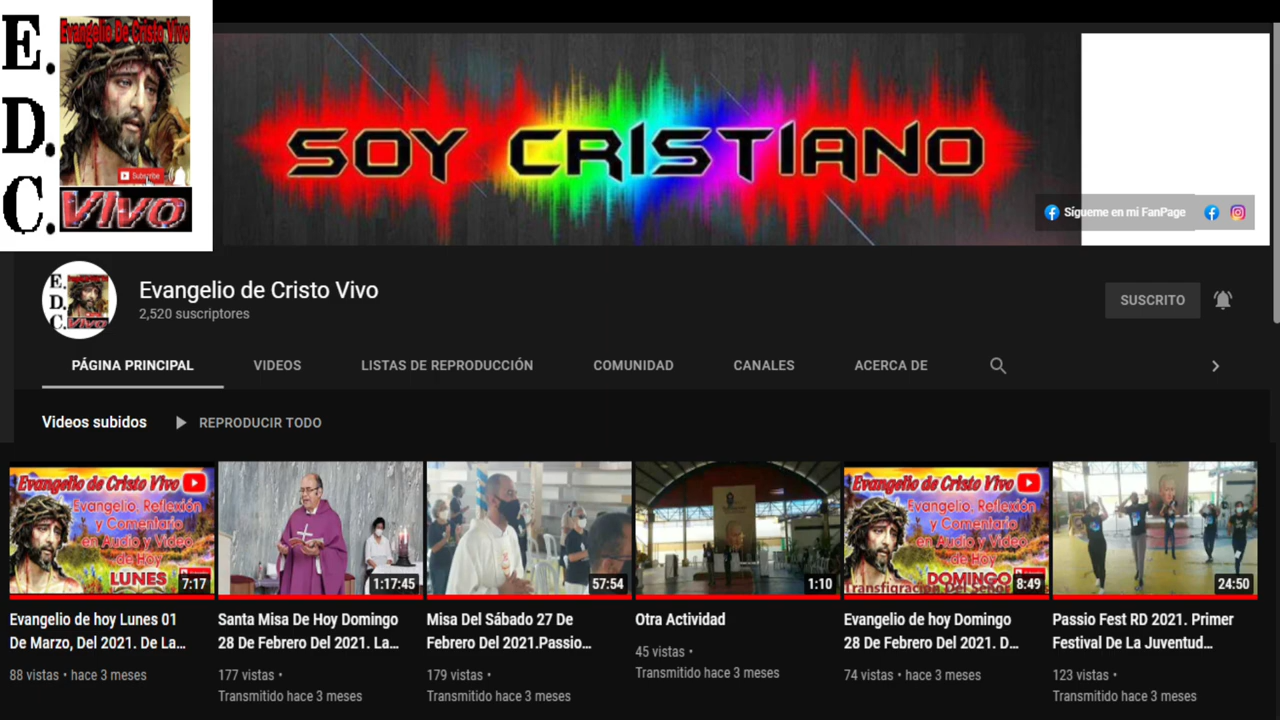 E.
D.
C.
Evangelio De Cristo Vivo
Subscribe
Vivo
SOY CRISTIANO
Sígueme en mi FanPage
E.
D.
C.
Vivo
Evangelio de Cristo Vivo
2,520 suscriptores
SUSCRITO
PÁGINA PRINCIPAL
VIDEOS
LISTAS DE REPRODUCCIÓN
COMUNIDAD
CANALES
ACERCA DE
Videos subidos
REPRODUCIR TODO
Evangelio de Cristo Vivo
Evangelio, Reflexión
y Comentario
en Audio y Video
de Hoy
LUNES
7:17
1:17:45
57:54
1:10
Evangelio de Cristo Vivo
Evangelio, Reflexión
y Comentario
en Audio y Video
de Hoy
DOMINGO
Transfigración Del Señor
8:49
24:50
Evangelio de hoy Lunes 01
De Marzo, Del 2021. De La...
88 vistas • hace 3 meses
Santa Misa De Hoy Domingo
28 De Febrero Del 2021. La...
177 vistas •
Transmitido hace 3 meses
Misa Del Sábado 27 De
Febrero Del 2021.Passio...
179 vistas •
Transmitido hace 3 meses
Otra Actividad
45 vistas •
Transmitido hace 3 meses
Evangelio de hoy Domingo
28 De Febrero Del 2021. D...
74 vistas • hace 3 meses
Passio Fest RD 2021. Primer
Festival De La Juventud...
123 vistas •
Transmitido hace 3 meses